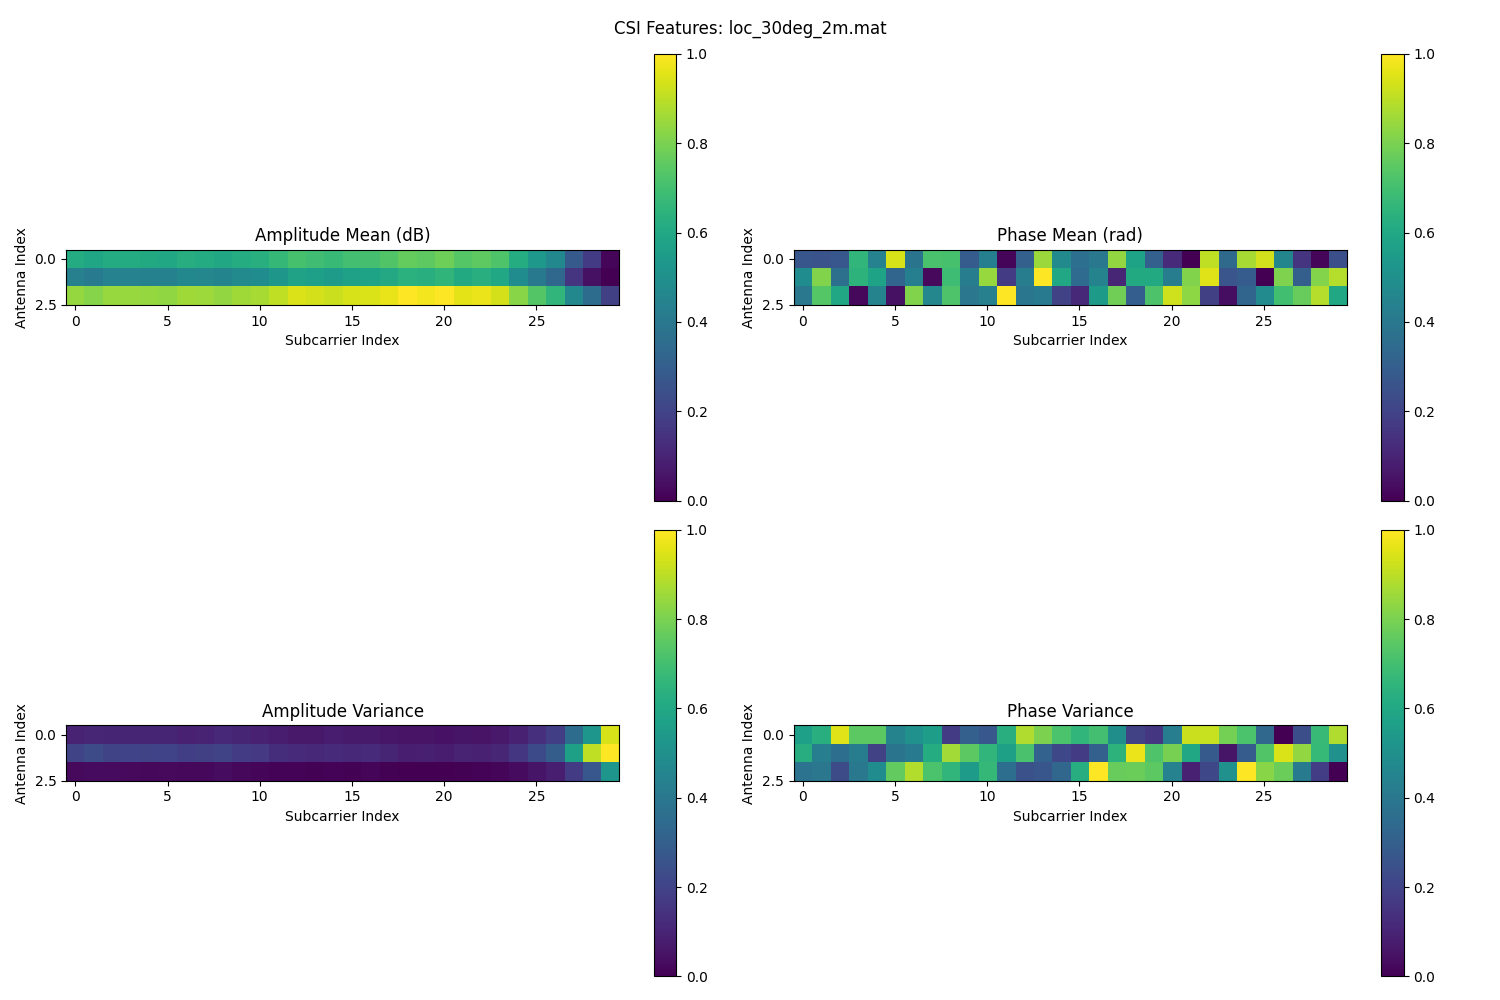 CSI Features: loc_30deg_2m.mat
Amplitude Mean (dB)
Antenna Index
0.0
2.5
0 5 10 15 20 25
Subcarrier Index
1.0
0.8
0.6
0.4
0.2
0.0
Phase Mean (rad)
Antenna Index
0.0
2.5
0 5 10 15 20 25
Subcarrier Index
1.0
0.8
0.6
0.4
0.2
0.0
Amplitude Variance
Antenna Index
0.0
2.5
0 5 10 15 20 25
Subcarrier Index
1.0
0.8
0.6
0.4
0.2
0.0
Phase Variance
Antenna Index
0.0
2.5
0 5 10 15 20 25
Subcarrier Index
1.0
0.8
0.6
0.4
0.2
0.0